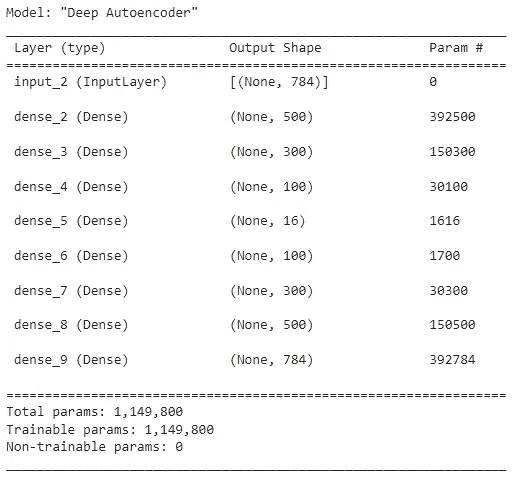 Model: "Deep Autoencoder"
Layer (type) Output Shape Param #
input_2 (InputLayer) [(None, 784)] 0
dense_2 (Dense) (None, 500) 392500
dense_3 (Dense) (None, 300) 150300
dense_4 (Dense) (None, 100) 30100
dense_5 (Dense) (None, 16) 1616
dense_6 (Dense) (None, 100) 1700
dense_7 (Dense) (None, 300) 30300
dense_8 (Dense) (None, 500) 150500
dense_9 (Dense) (None, 784) 392784
Total params: 1,149,800
Trainable params: 1,149,800
Non-trainable params: 0